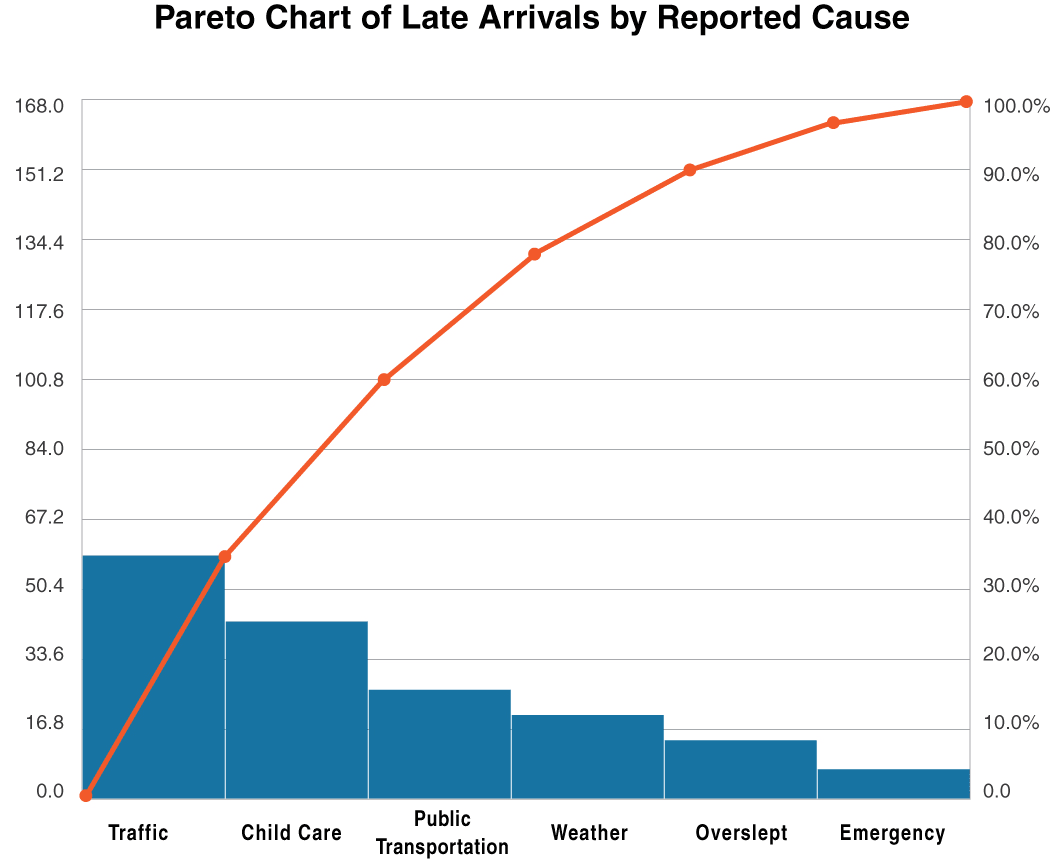 Pareto Chart of Late Arrivals by Reported Cause
168.0
151.2
134.4
117.6
100.8
84.0
67.2
50.4
33.6
16.8
0.0
100.0%
90.0%
80.0%
70.0%
60.0%
50.0%
40.0%
30.0%
20.0%
10.0%
0.0
Traffic
Child Care
Public
Transportation
Weather
Overslept
Emergency